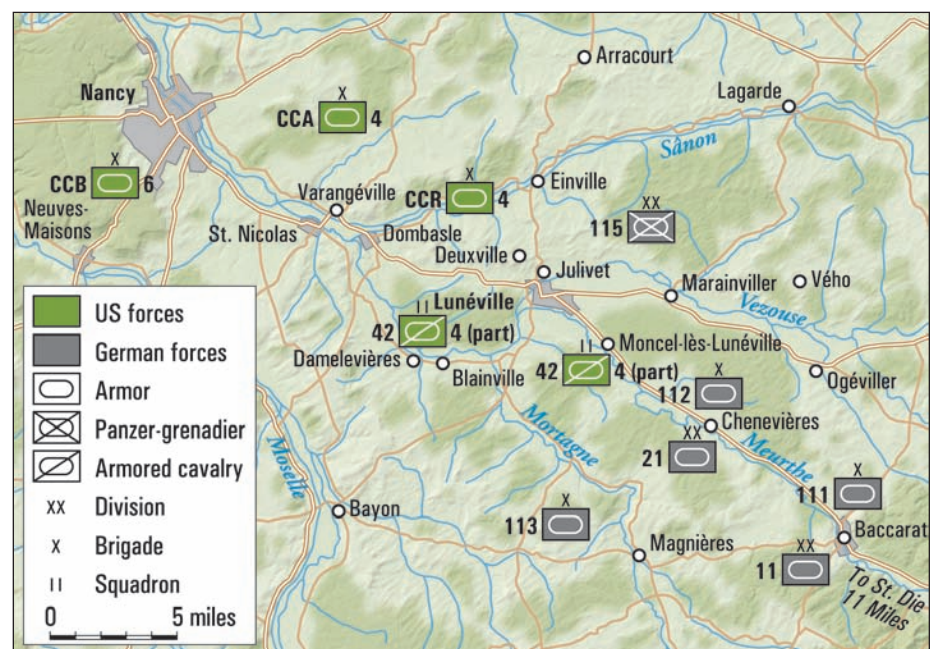 Arracourt
Nancy
X
CCA 4
Lagarde
Sânon
X
CCB 6
Neuves-
Maisons
Varangéville
X
CCR 4
Einville
St. Nicolas
Dombasle
XX
115
Deuxville
Julivet
Marainviller
Vého
Vezouse
US forces
German forces
Armor
Panzer-grenadier
Armored cavalry
XX Division
X Brigade
II Squadron
0 5 miles
II Lunéville
42 4 (part)
Damelevières
Blainville
Moncel-lès-Lunéville
II
42 4 (part)
X
112
Ogéviller
Chenevières
Mortagne
Meurthe
XX
21
Moselle
X
111
Bayon
X
113
Magnières
Baccarat
XX
11
To St. Die
11 Miles